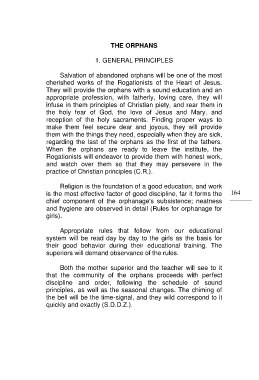 THE ORPHANS
1. GENERAL PRINCIPLES
Salvation of abandoned orphans will be one of the most
cherished works of the Rogationists of the Heart of Jesus.
They will provide the orphans with a sound education and an
appropriate profession, with fatherly, loving care, they will
infuse in them principles of Christian piety, and rear them in
the holy fear of God, the love of Jesus and Mary, and
reception of the holy sacraments. Finding proper ways to
make them feel secure dear and joyous, they will provide
them with the things they need, especially when they are sick,
regarding the last of the orphans as the first of the fathers.
When the orphans are ready to leave the institute, the
Rogationists will endeavor to provide them with honest work,
and watch over them so that they may persevere in the
practice of Christian principles (C.R.).
Religion is the foundation of a good education, and work
is the most effective factor of good discipline, far it forms the
chief component of the orphanage's subsistence; neatness
and hygiene are observed in detail (Rules for orphanage for
girls).
164
Appropriate rules that follow from our educational
system will be read day by day to the girls as the basis for
their good behavior during their educational training. The
superiors will demand observance of the rules.
Both the mother superior and the teacher will see to it
that the community of the orphans proceeds with perfect
discipline and order, following the schedule of sound
principles, as well as the seasonal changes. The chiming of
the bell will be the time-signal, and they wild correspond to it
quickly and exactly (S.D.D.Z.).